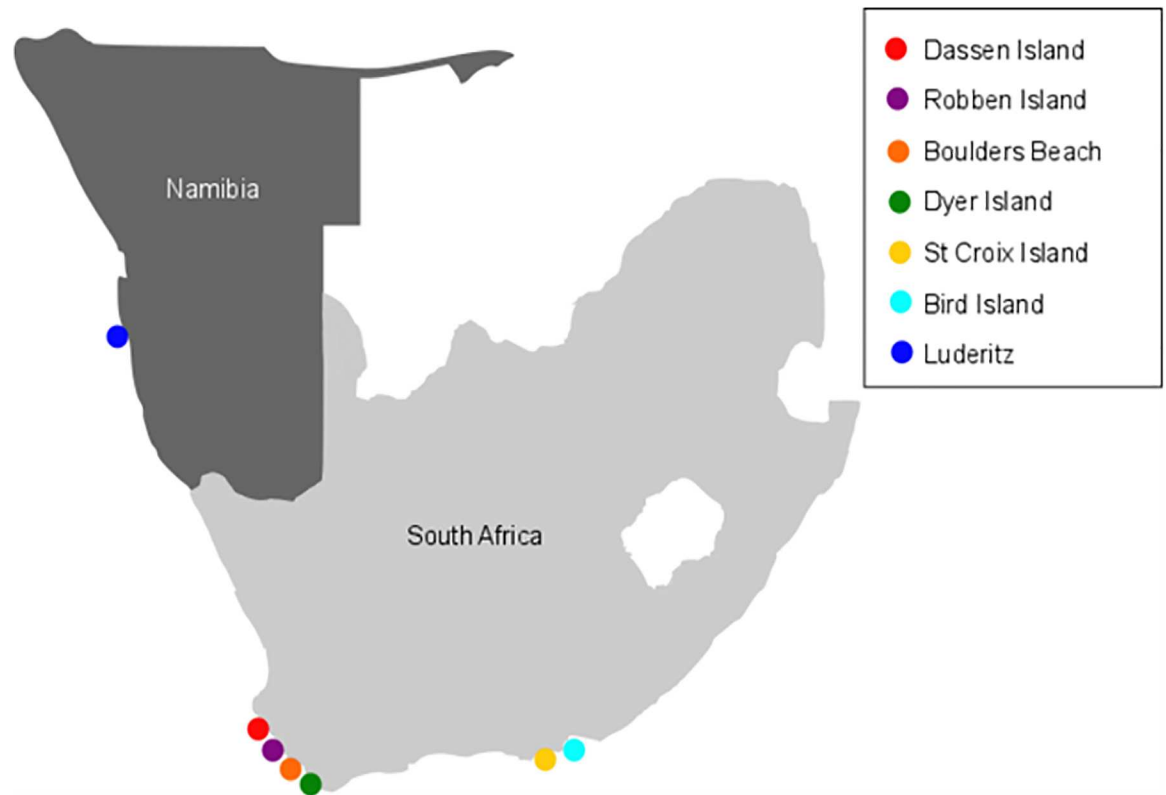 Dassen Island
Robben Island
Boulders Beach
Dyer Island
St Croix Island
Bird Island
Luderitz
Namibia
South Africa